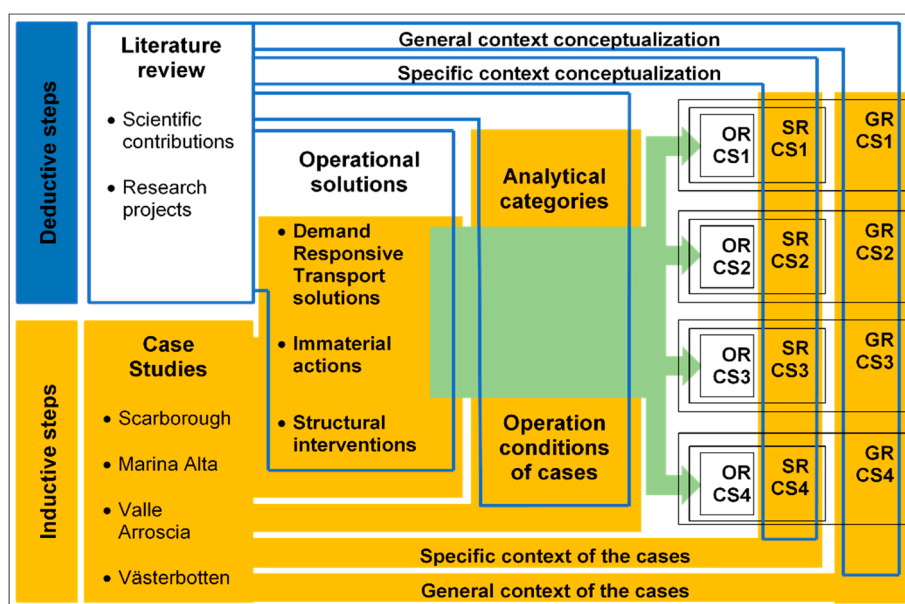 Deductive steps
Literature
review
• Scientific
contributions
• Research
projects
General context conceptualization
Specific context conceptualization
Operational
solutions
• Demand
Responsive
Transport
solutions
• Immaterial
actions
• Structural
interventions
Analytical
categories
Operation
conditions
of cases
OR
CS1
SR
CS1
GR
CS1
OR
CS2
SR
CS2
GR
CS2
OR
CS3
SR
CS3
GR
CS3
OR
CS4
SR
CS4
GR
CS4
Inductive steps
Case
Studies
• Scarborough
• Marina Alta
• Valle
Arroscia
• Västerbotten
Specific context of the cases
General context of the cases